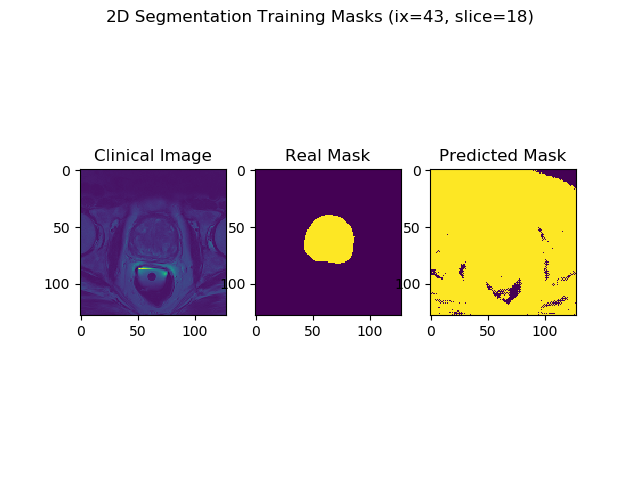 2D Segmentation Training Masks (ix=43, slice=18)
Clinical Image Real Mask Predicted Mask
0 0 0
50 50 50
100 100 100
0 50 100 0 50 100 0 50 100